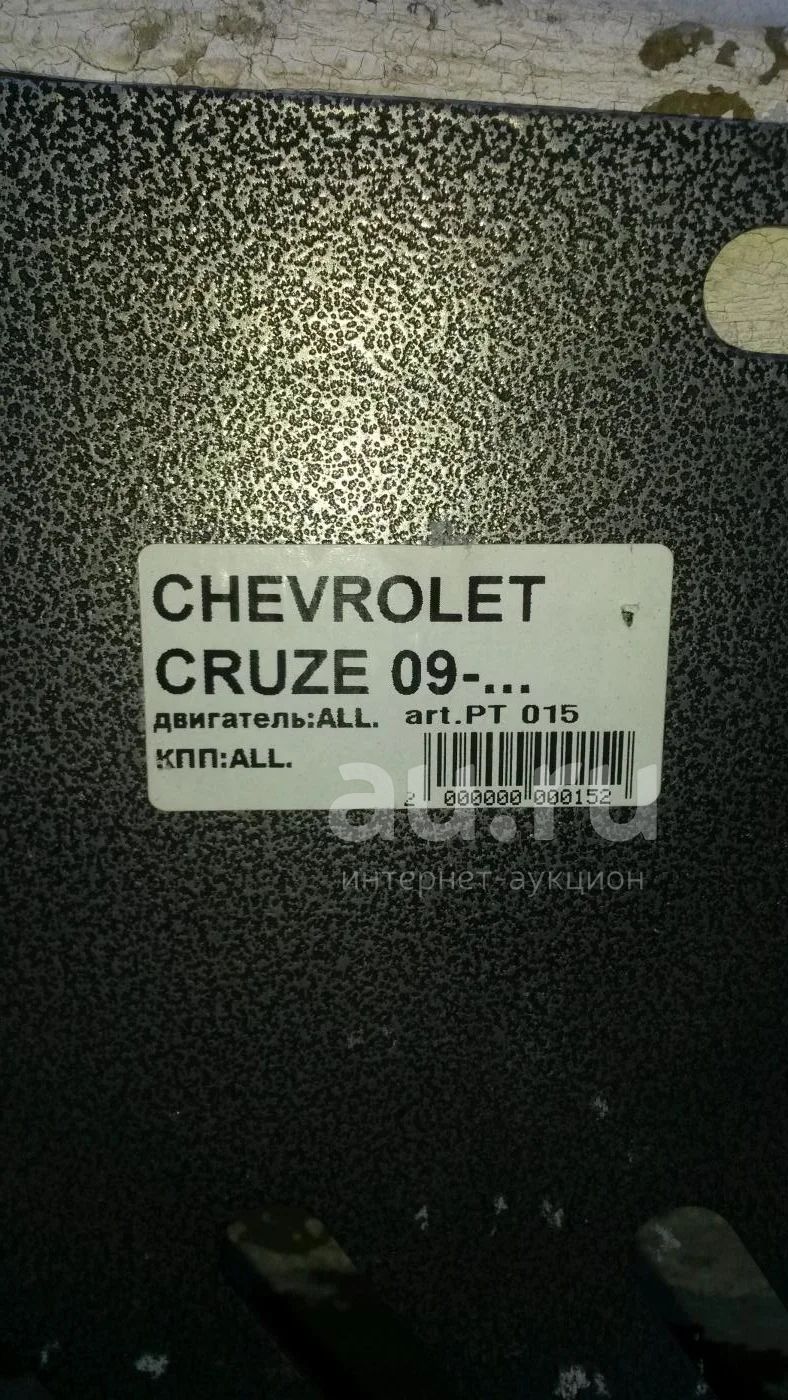 CHEVROLET
CRUZE 09-...
двигатель:ALL. art.PT 015
КПП:ALL.
2 000000 000152
au.ru
интернет-аукцион